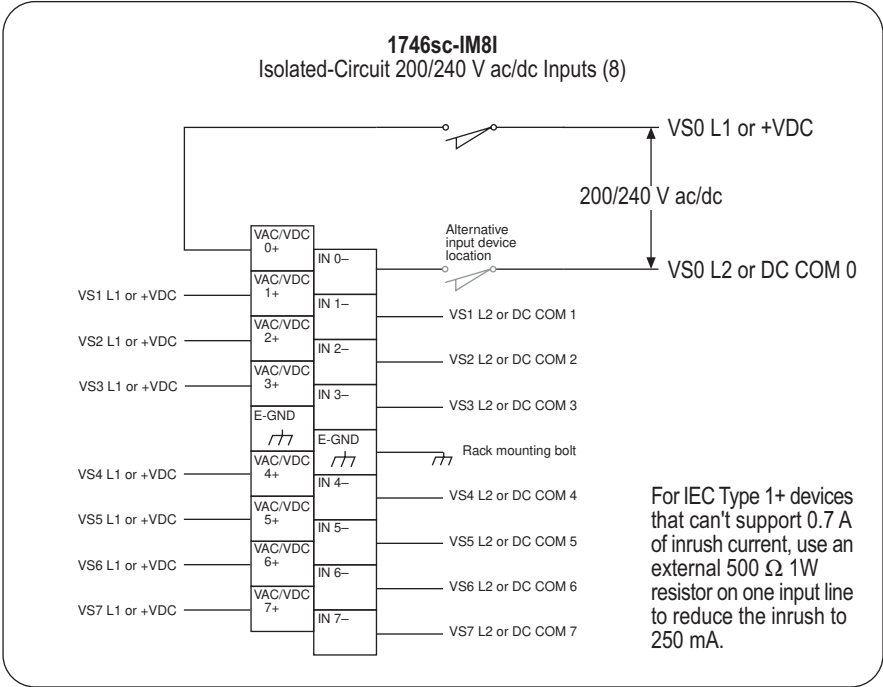 1746sc-IM8I
Isolated-Circuit 200/240 V ac/dc Inputs (8)
VS0 L1 or +VDC
200/240 V ac/dc
Alternative
input device
location
VS0 L2 or DC COM 0
VAC/VDC
0+
IN 0–
VS1 L1 or +VDC
VAC/VDC
1+
IN 1–
VS1 L2 or DC COM 1
VS2 L1 or +VDC
VAC/VDC
2+
IN 2–
VS2 L2 or DC COM 2
VS3 L1 or +VDC
VAC/VDC
3+
IN 3–
VS3 L2 or DC COM 3
E-GND
E-GND
Rack mounting bolt
VS4 L1 or +VDC
VAC/VDC
4+
IN 4–
VS4 L2 or DC COM 4
VS5 L1 or +VDC
VAC/VDC
5+
IN 5–
VS5 L2 or DC COM 5
VS6 L1 or +VDC
VAC/VDC
6+
IN 6–
VS6 L2 or DC COM 6
VS7 L1 or +VDC
VAC/VDC
7+
IN 7–
VS7 L2 or DC COM 7
For IEC Type 1+ devices
that can't support 0.7 A
of inrush current, use an
external 500 Ω 1W
resistor on one input line
to reduce the inrush to
250 mA.